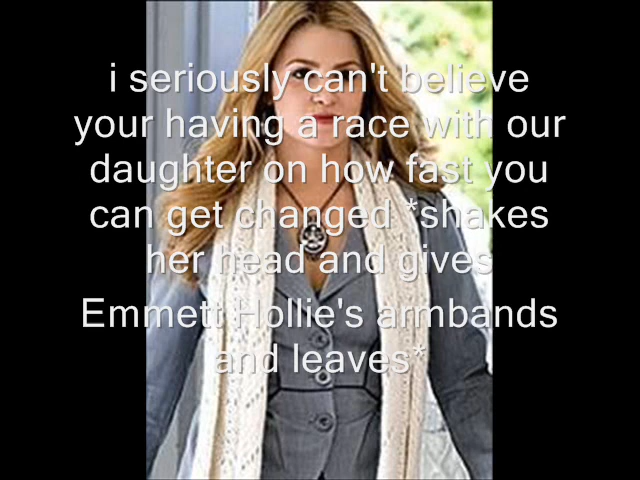 i seriously can't believe
your having a race with our
daughter on how fast you
can get changed *shakes
her head and gives
Emmett Hollie's armbands
and leaves*